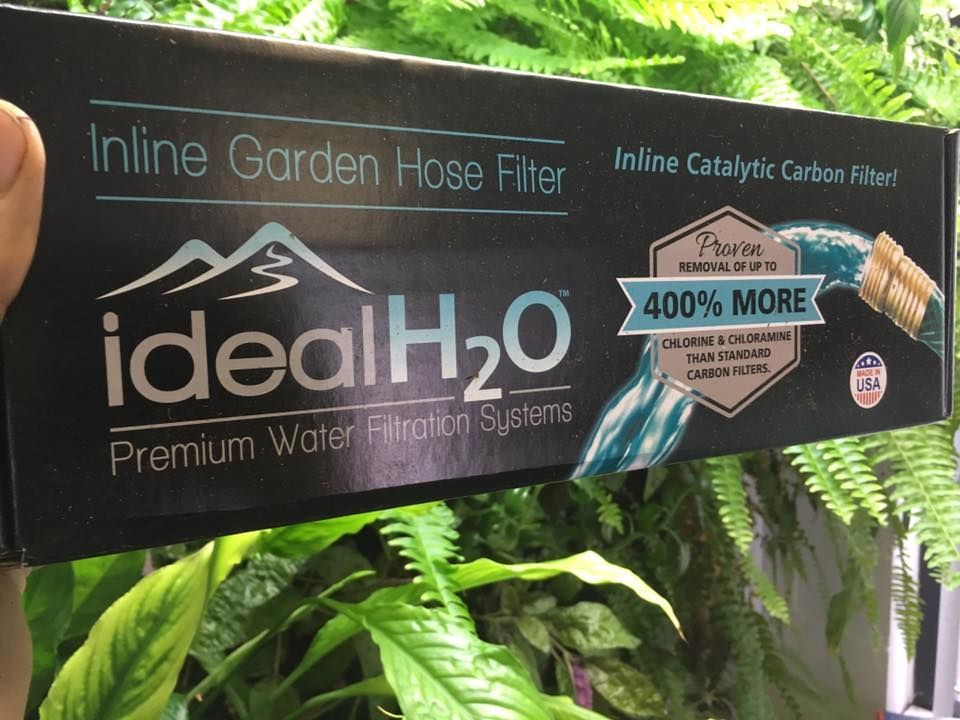 Inline Garden Hose Filter
idealH2O™
Premium Water Filtration Systems
Inline Catalytic Carbon Filter!
Proven
REMOVAL OF UP TO
400% MORE
CHLORINE & CHLORAMINE
THAN STANDARD
CARBON FILTERS.
MADE IN
USA